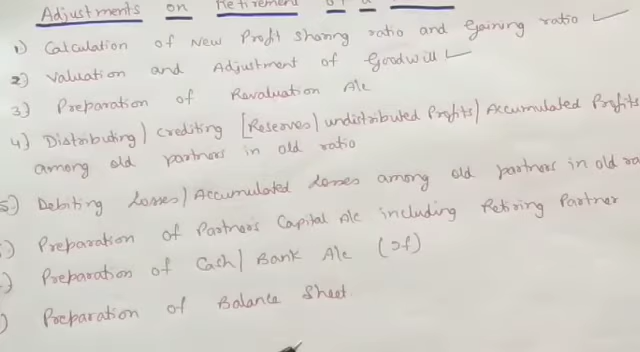 Adjustments on Retirement of a
1) Calculation of New Profit sharing ratio and Gaining ratio
2) Valuation and Adjustment of Goodwill
3) Preparation of Revaluation A/c
4) Distributing / crediting [Reserves / undistributed Profits / Accumulated Profits
among old partners in old ratio
5) Debiting Losses / Accumulated Losses among old partners in old ra
Preparation of Partner's Capital A/c including Retiring Partner
Preparation of Cash / Bank A/c (If)
Preparation of Balance Sheet.